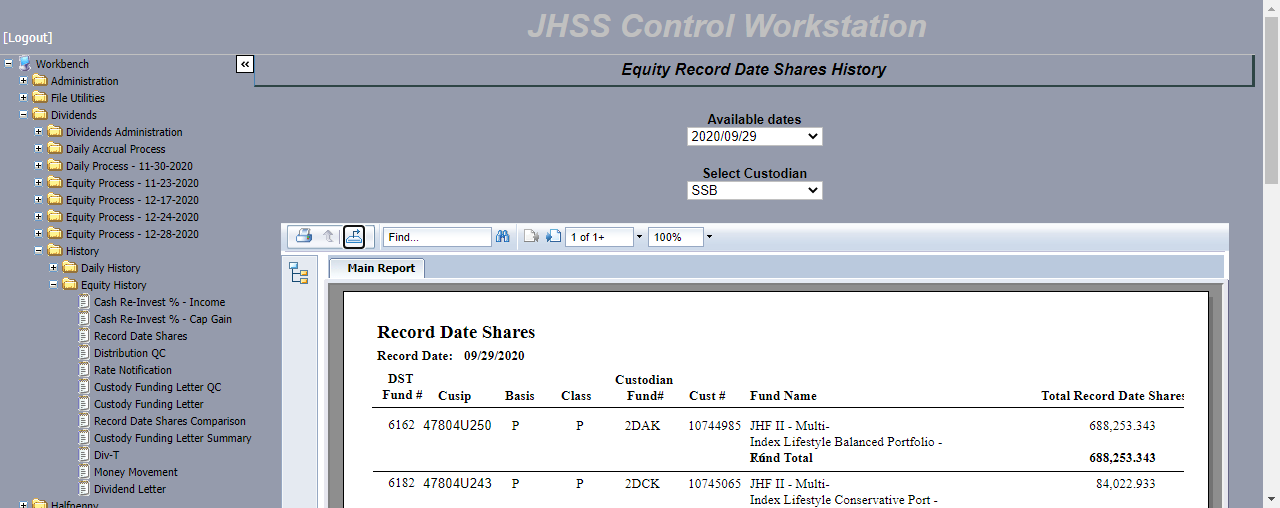 JHSS Control Workstation
[Logout]
Workbench
Administration
File Utilities
Dividends
Dividends Administration
Daily Accrual Process
Daily Process - 11-30-2020
Equity Process - 11-23-2020
Equity Process - 12-17-2020
Equity Process - 12-24-2020
Equity Process - 12-28-2020
History
Daily History
Equity History
Cash Re-Invest % - Income
Cash Re-Invest % - Cap Gain
Record Date Shares
Distribution QC
Rate Notification
Custody Funding Letter QC
Custody Funding Letter
Record Date Shares Comparison
Custody Funding Letter Summary
Div-T
Money Movement
Dividend Letter
Halfpenny
«
Equity Record Date Shares History
Available dates
2020/09/29
Select Custodian
SSB
Find... 1 of 1+ 100%
Main Report
Record Date Shares
Record Date: 09/29/2020
DST Fund # Cusip Basis Class Custodian Fund# Cust # Fund Name Total Record Date Shares
6162 47804U250 P P 2DAK 10744985 JHF II - Multi- 688,253.343
Index Lifestyle Balanced Portfolio -
R6
Fund Total 688,253.343
6182 47804U243 P P 2DCK 10745065 JHF II - Multi- 84,022.933
Index Lifestyle Conservative Port -